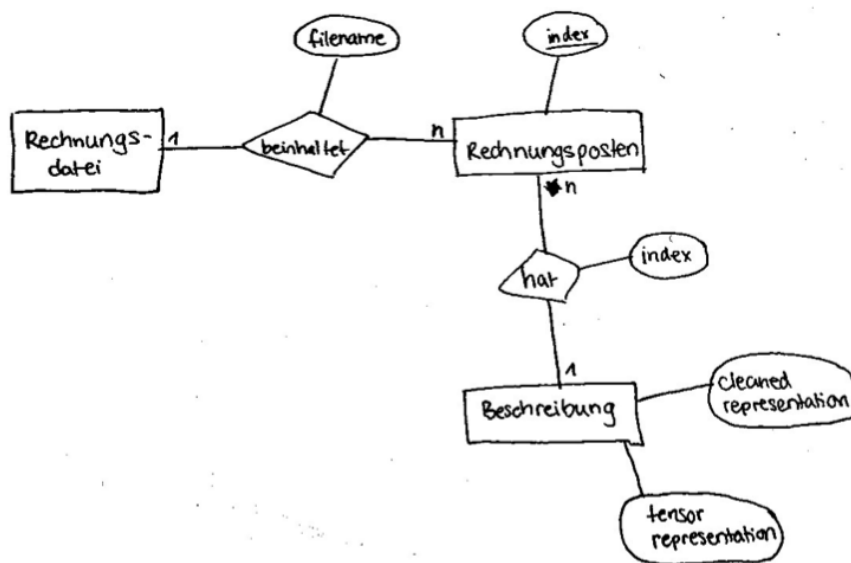 filename
index
Rechnungs-
datei
1
beinhaltet
n
Rechnungsposten
n
hat
index
1
Beschreibung
cleaned
representation
tensor
representation